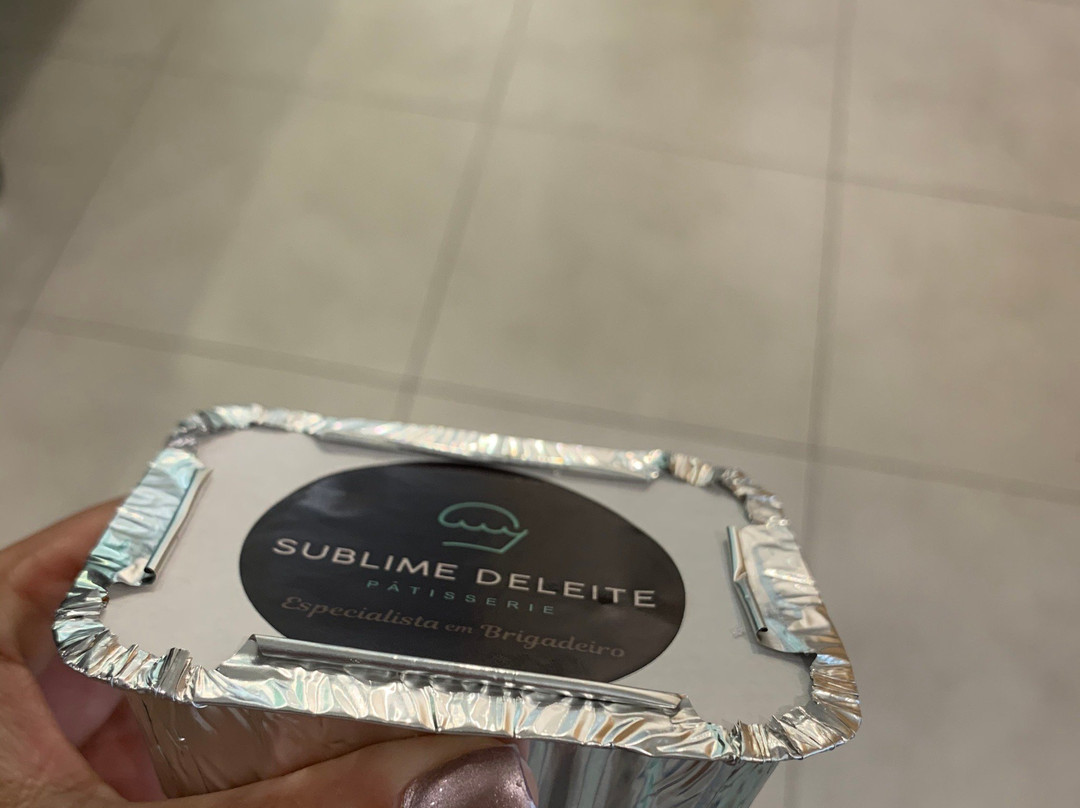 SUBLIME DELEITE
PÂTISSERIE
Especialista em Brigadeiro